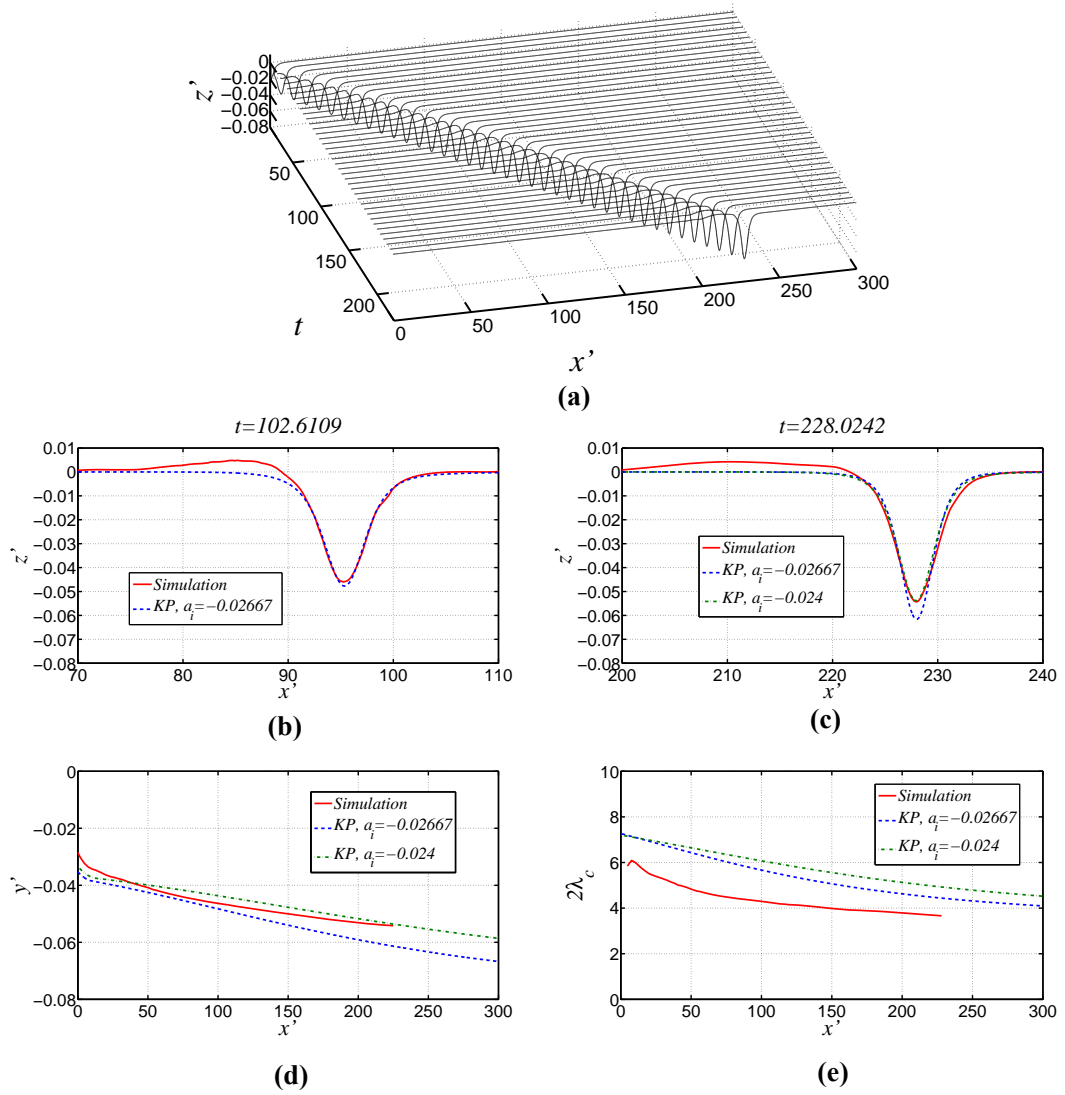 0
−0.02
−0.04
−0.06
−0.08
z'
50
100
150
200
t
0
50
100
150
200
250
300
x'
(a)
t=102.6109
0.01
0
−0.01
−0.02
−0.03
−0.04
−0.05
−0.06
−0.07
−0.08
z'
Simulation
KP, a_i=−0.02667
70
80
90
100
110
x'
(b)
t=228.0242
0.01
0
−0.01
−0.02
−0.03
−0.04
−0.05
−0.06
−0.07
−0.08
z'
Simulation
KP, a_i=−0.02667
KP, a_i=−0.024
200
210
220
230
240
x'
(c)
0
−0.02
−0.04
−0.06
−0.08
y'
Simulation
KP, a_i=−0.02667
KP, a_i=−0.024
0
50
100
150
200
250
300
x'
(d)
10
8
6
4
2
0
2λ_c
Simulation
KP, a_i=−0.02667
KP, a_i=−0.024
0
50
100
150
200
250
300
x'
(e)